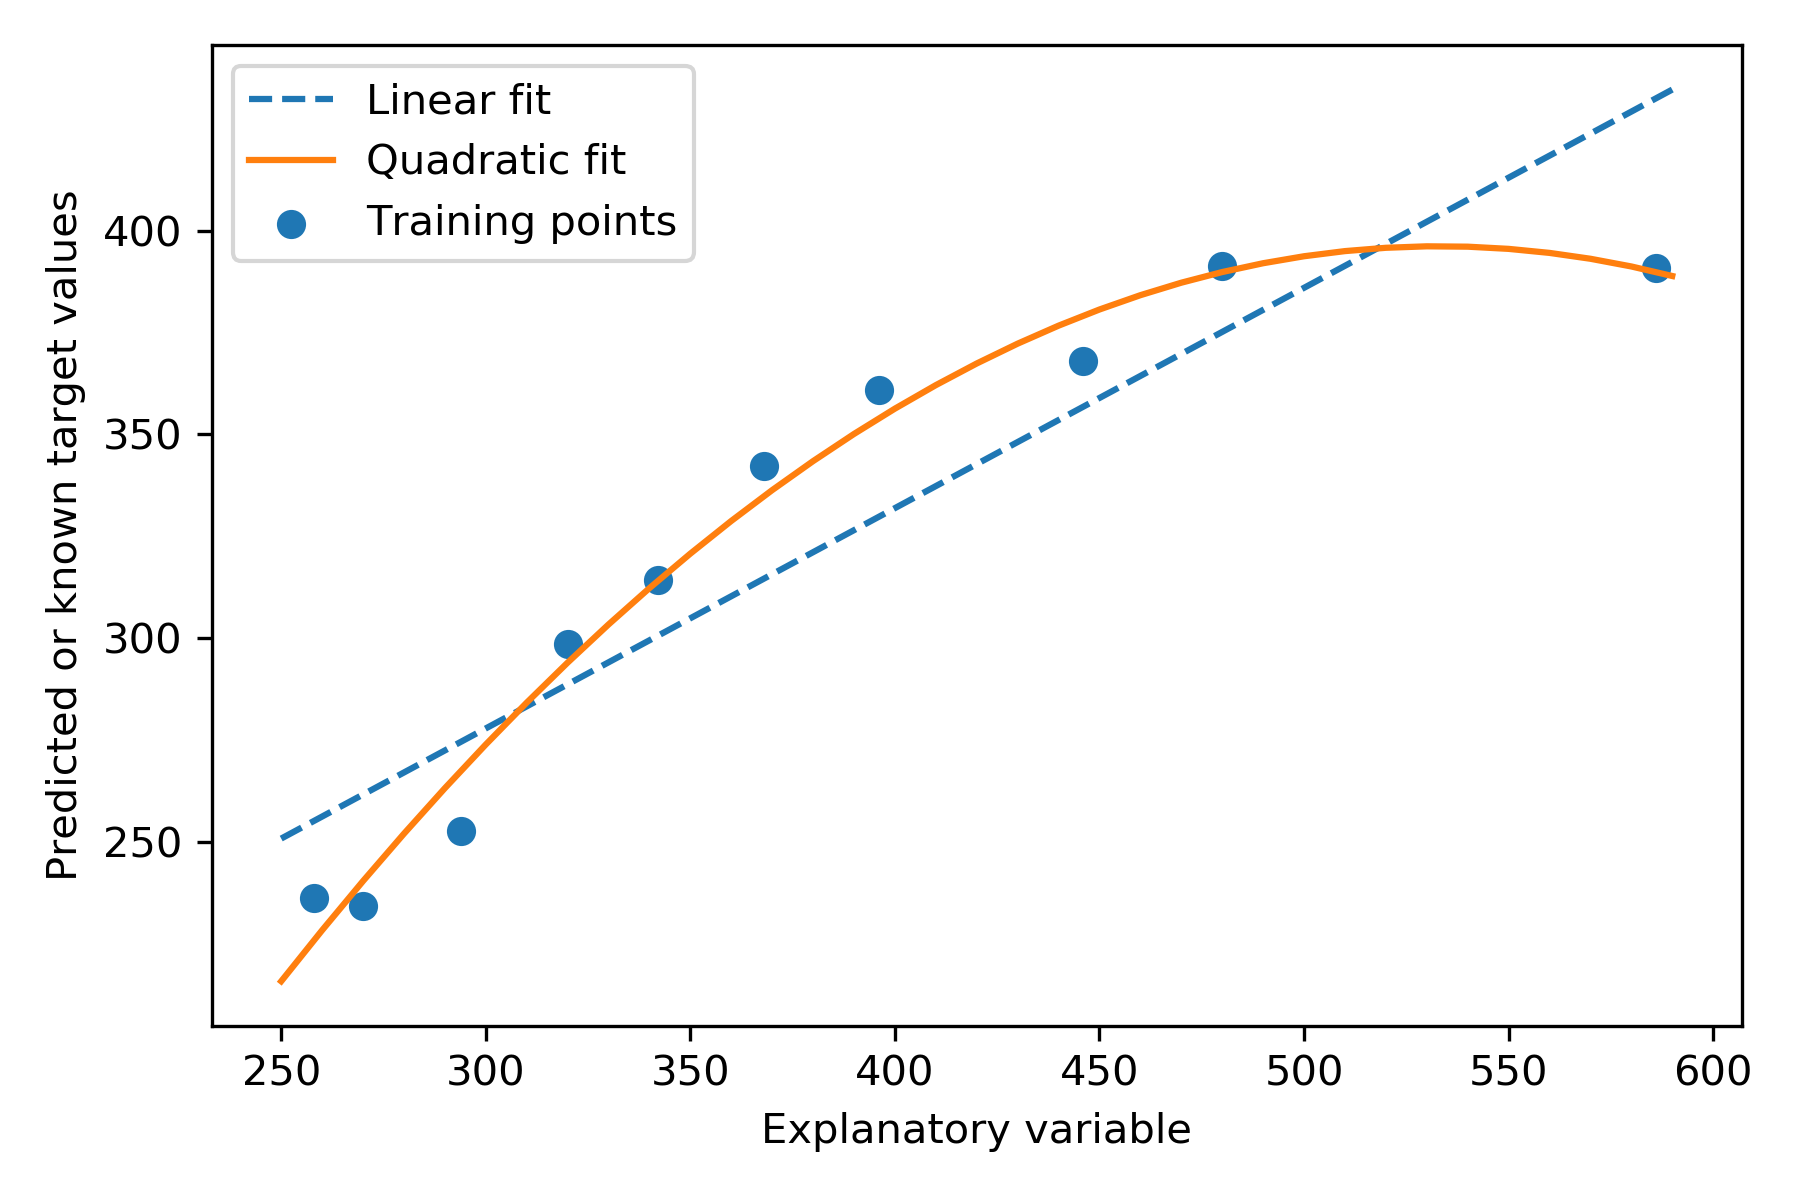 Linear fit
Quadratic fit
Training points
Predicted or known target values
400
350
300
250
250 300 350 400 450 500 550 600
Explanatory variable